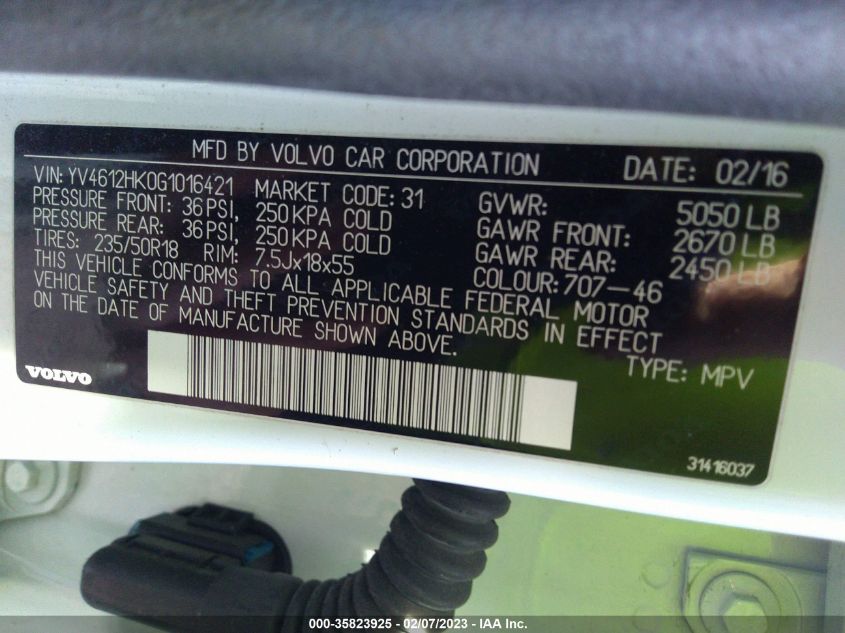 MFD BY VOLVO CAR CORPORATION DATE: 02/16
VIN: YV4612HK0G1016421 MARKET CODE: 31 GVWR: 5050 LB
PRESSURE FRONT: 36 PSI, 250 KPA COLD GAWR FRONT: 2670 LB
PRESSURE REAR: 36 PSI, 250 KPA COLD GAWR REAR: 2450 LB
TIRES: 235/50R18 RIM: 7.5Jx18x55 COLOUR: 707-46
THIS VEHICLE CONFORMS TO ALL APPLICABLE FEDERAL MOTOR
VEHICLE SAFETY AND THEFT PREVENTION STANDARDS IN EFFECT
ON THE DATE OF MANUFACTURE SHOWN ABOVE.
TYPE: MPV
VOLVO
31416037
000-35823925 - 02/07/2023 - IAA Inc.